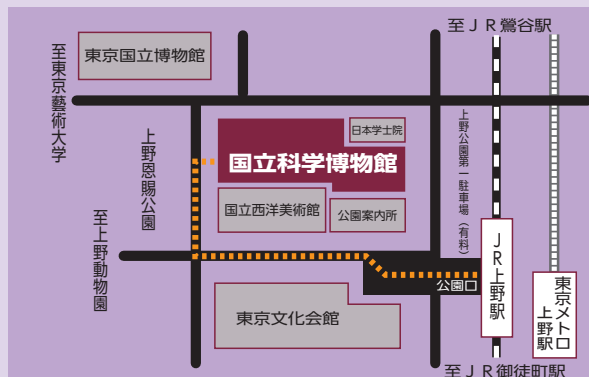 至JR鶯谷駅
東京国立博物館
至東京藝術大学
上野恩賜公園
日本学士院
国立科学博物館
上野公園第一駐車場(有料)
国立西洋美術館
公園案内所
至上野動物園
JR上野駅
公園口
東京メトロ
上野駅
東京文化会館
至JR御徒町駅